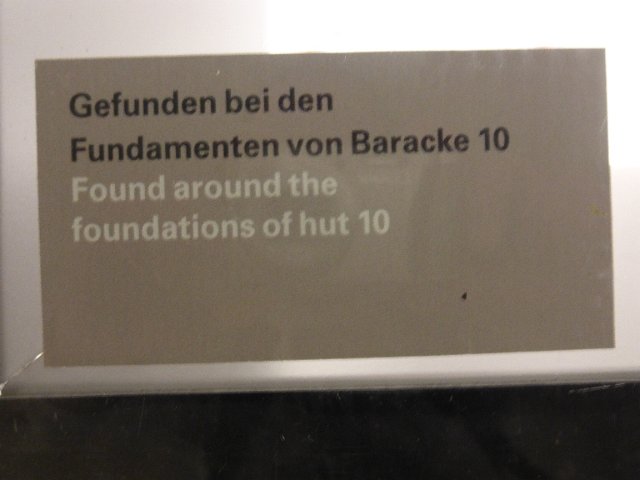 Gefunden bei den
Fundamenten von Baracke 10
Found around the
foundations of hut 10